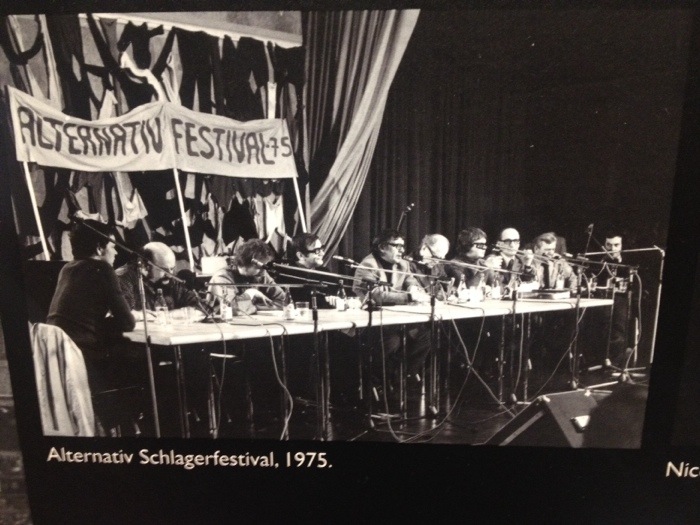 ALTERNATIV FESTIVAL-75
Alternativ Schlagerfestival, 1975.
Nic